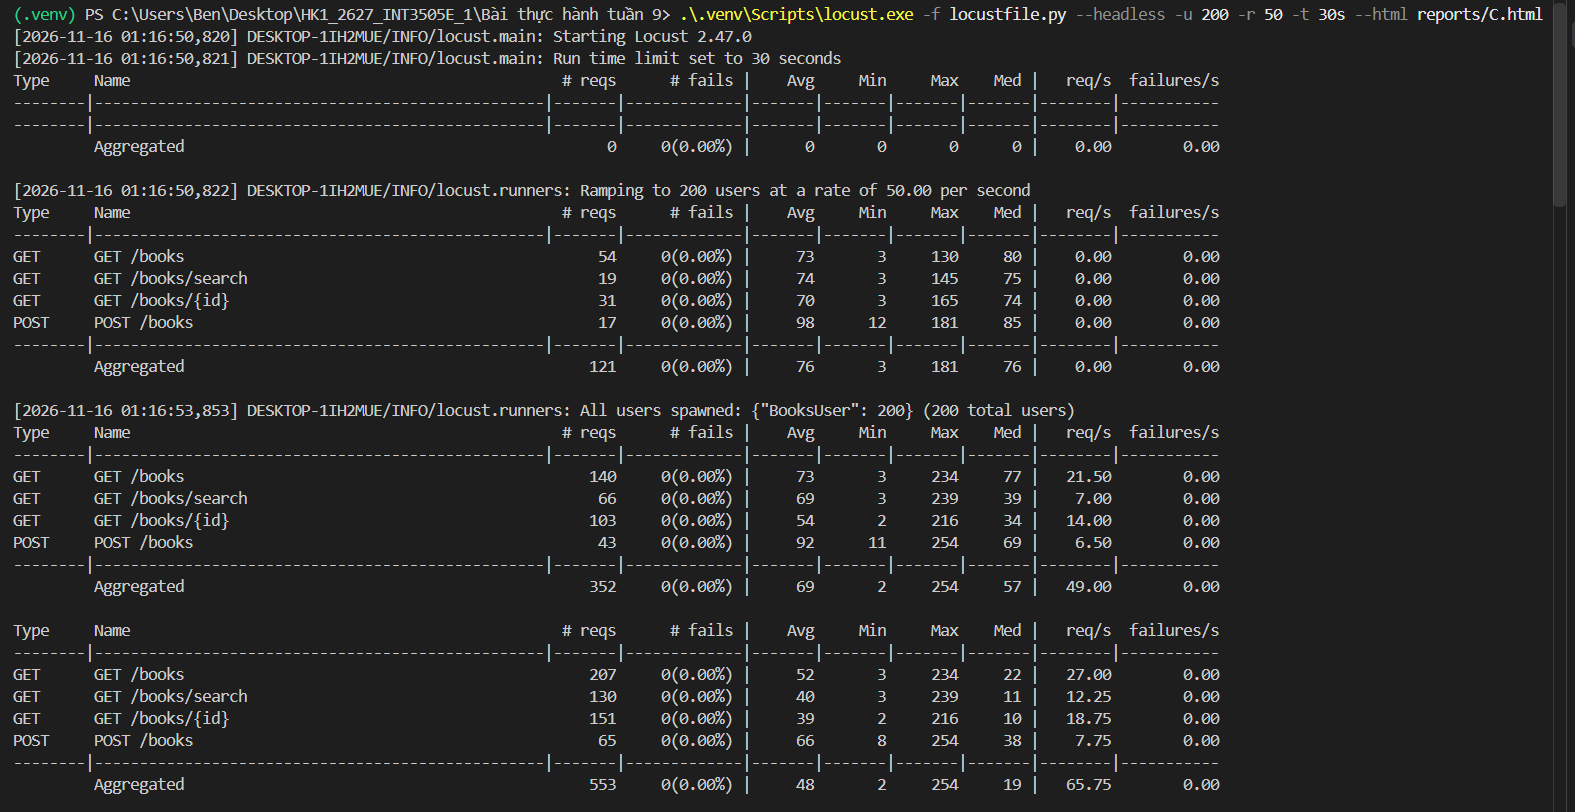 (.venv) PS C:\Users\Ben\Desktop\HK1_2627_INT3505E_1\Bài thực hành tuần 9> .\.venv\Scripts\locust.exe -f locustfile.py --headless -u 200 -r 50 -t 30s --html reports/C.html
[2026-11-16 01:16:50,820] DESKTOP-1IH2MUE/INFO/locust.main: Starting Locust 2.47.0
[2026-11-16 01:16:50,821] DESKTOP-1IH2MUE/INFO/locust.main: Run time limit set to 30 seconds
Type     Name                                                  # reqs      # fails |    Avg     Min     Max    Med |   req/s  failures/s
--------|----------------------------------------------------|-------|-------------|-------|-------|-------|-------|--------|-----------
--------|----------------------------------------------------|-------|-------------|-------|-------|-------|-------|--------|-----------
         Aggregated                                                 0     0(0.00%) |      0       0       0      0 |    0.00        0.00
[2026-11-16 01:16:50,822] DESKTOP-1IH2MUE/INFO/locust.runners: Ramping to 200 users at a rate of 50.00 per second
Type     Name                                                  # reqs      # fails |    Avg     Min     Max    Med |   req/s  failures/s
--------|----------------------------------------------------|-------|-------------|-------|-------|-------|-------|--------|-----------
GET      GET /books                                                54     0(0.00%) |     73       3     130     80 |    0.00        0.00
GET      GET /books/search                                         19     0(0.00%) |     74       3     145     75 |    0.00        0.00
GET      GET /books/{id}                                           31     0(0.00%) |     70       3     165     74 |    0.00        0.00
POST     POST /books                                               17     0(0.00%) |     98      12     181     85 |    0.00        0.00
--------|----------------------------------------------------|-------|-------------|-------|-------|-------|-------|--------|-----------
         Aggregated                                               121     0(0.00%) |     76       3     181     76 |    0.00        0.00
[2026-11-16 01:16:53,853] DESKTOP-1IH2MUE/INFO/locust.runners: All users spawned: {"BooksUser": 200} (200 total users)
Type     Name                                                  # reqs      # fails |    Avg     Min     Max    Med |   req/s  failures/s
--------|----------------------------------------------------|-------|-------------|-------|-------|-------|-------|--------|-----------
GET      GET /books                                               140     0(0.00%) |     73       3     234     77 |   21.50        0.00
GET      GET /books/search                                         66     0(0.00%) |     69       3     239     39 |    7.00        0.00
GET      GET /books/{id}                                          103     0(0.00%) |     54       2     216     34 |   14.00        0.00
POST     POST /books                                               43     0(0.00%) |     92      11     254     69 |    6.50        0.00
--------|----------------------------------------------------|-------|-------------|-------|-------|-------|-------|--------|-----------
         Aggregated                                               352     0(0.00%) |     69       2     254     57 |   49.00        0.00
Type     Name                                                  # reqs      # fails |    Avg     Min     Max    Med |   req/s  failures/s
--------|----------------------------------------------------|-------|-------------|-------|-------|-------|-------|--------|-----------
GET      GET /books                                               207     0(0.00%) |     52       3     234     22 |   27.00        0.00
GET      GET /books/search                                        130     0(0.00%) |     40       3     239     11 |   12.25        0.00
GET      GET /books/{id}                                          151     0(0.00%) |     39       2     216     10 |   18.75        0.00
POST     POST /books                                               65     0(0.00%) |     66       8     254     38 |    7.75        0.00
--------|----------------------------------------------------|-------|-------------|-------|-------|-------|-------|--------|-----------
         Aggregated                                               553     0(0.00%) |     48       2     254     19 |   65.75        0.00